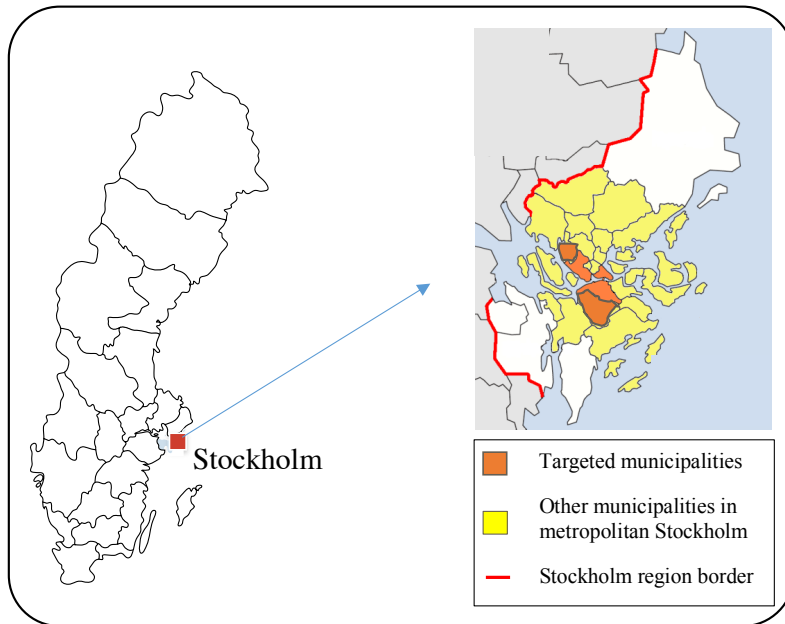 Stockholm
Targeted municipalities
Other municipalities in
metropolitan Stockholm
Stockholm region border